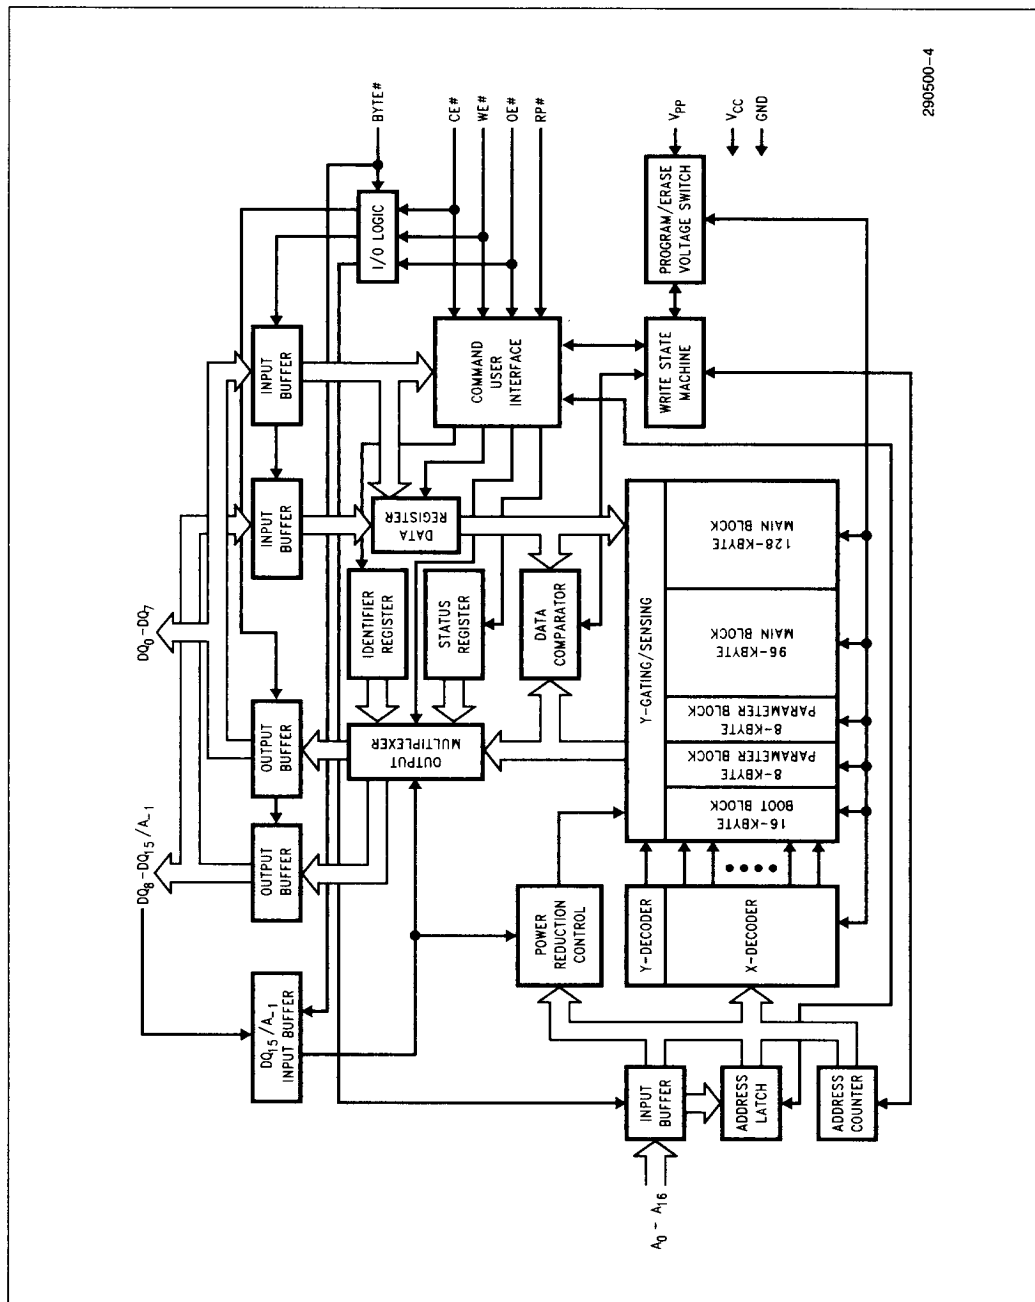 DQ8-DQ15/A-1
DQ0-DQ7
DQ15/A-1
INPUT BUFFER
OUTPUT
BUFFER
OUTPUT
BUFFER
INPUT
BUFFER
INPUT
BUFFER
I/O LOGIC
BYTE#
CE#
WE#
OE#
RP#
OUTPUT
MULTIPLEXER
IDENTIFIER
REGISTER
STATUS
REGISTER
DATA
REGISTER
COMMAND
USER
INTERFACE
POWER
REDUCTION
CONTROL
DATA
COMPARATOR
A0 - A16
INPUT
BUFFER
ADDRESS
LATCH
ADDRESS
COUNTER
Y-DECODER
X-DECODER
Y-GATING/SENSING
16-KBYTE
BOOT BLOCK
8-KBYTE
PARAMETER BLOCK
8-KBYTE
PARAMETER BLOCK
96-KBYTE
MAIN BLOCK
128-KBYTE
MAIN BLOCK
WRITE STATE
MACHINE
PROGRAM/ERASE
VOLTAGE SWITCH
VPP
VCC
GND
290500-4